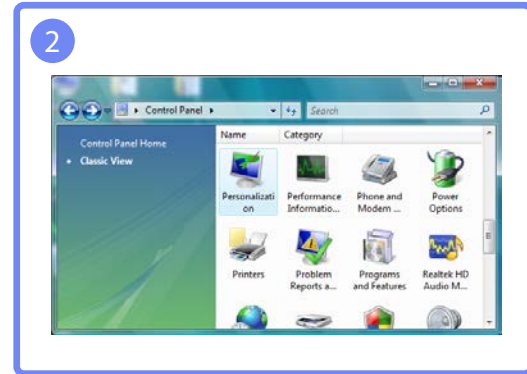 2
Control Panel
Search
Control Panel Home
Classic View
Name Category
Personalizati
on
Performance
Informatio...
Phone and
Modem ...
Power
Options
Printers
Problem
Reports a...
Programs
and Features
Realtek HD
Audio M...